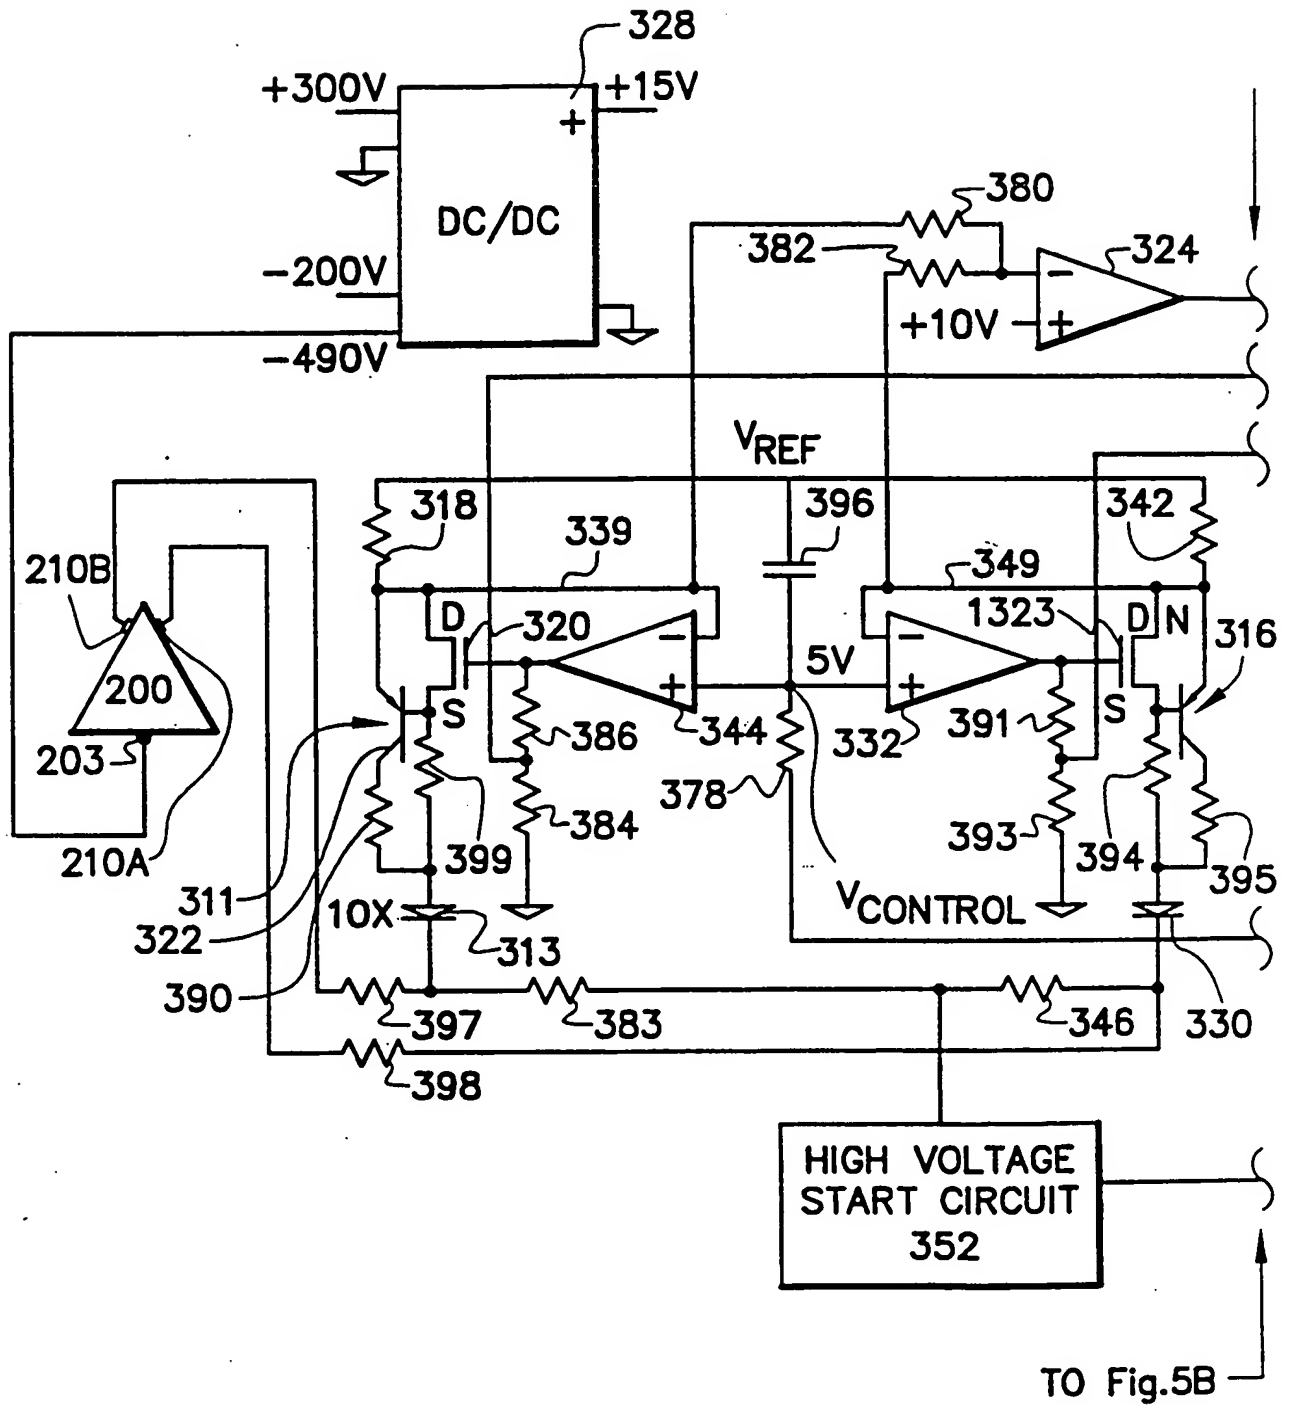 328
+300V
+15V
+
DC/DC
-200V
-490V
380
382
324
−
+10V
+
VREF
318
396
342
339
349
210B
D
320
−
−
1323
D
N
316
200
5V
+
+
S
S
203
386
344
332
391
378
384
399
393
394
395
210A
311
10X
VCONTROL
322
313
390
397
383
346
330
398
HIGH VOLTAGE
START CIRCUIT
352
TO Fig.5B